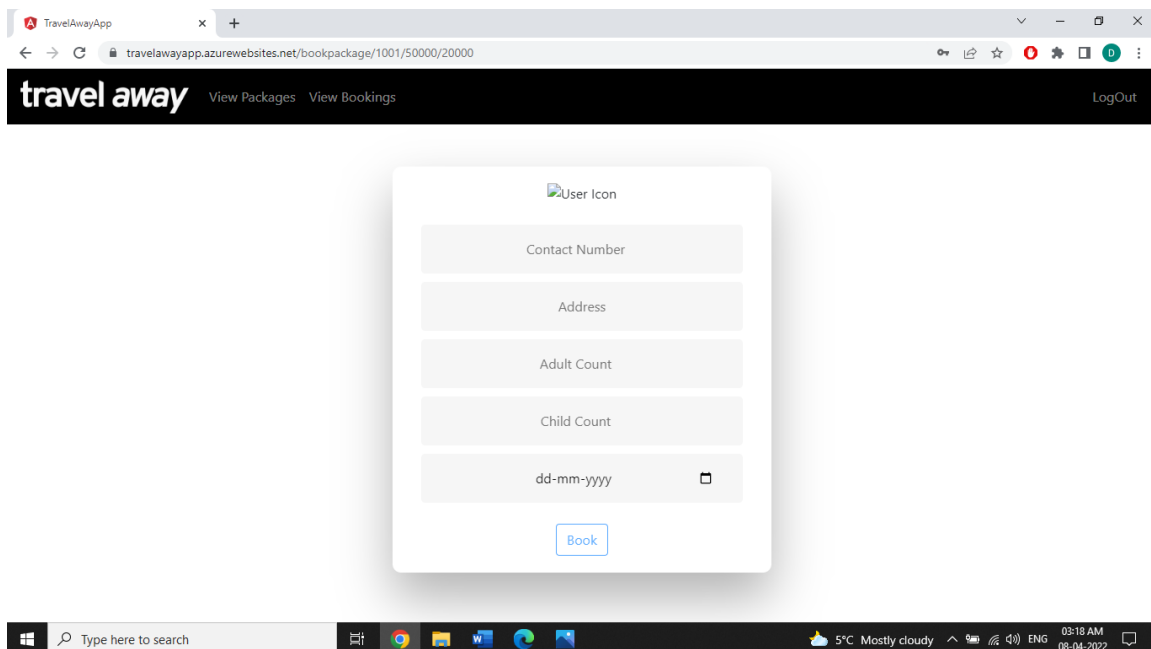 TravelAwayApp
travelawayapp.azurewebsites.net/bookpackage/1001/50000/20000
D
travel away View Packages View Bookings LogOut
User Icon
Contact Number
Address
Adult Count
Child Count
dd-mm-yyyy
Book
Type here to search
5°C Mostly cloudy ENG 03:18 AM
08-04-2022